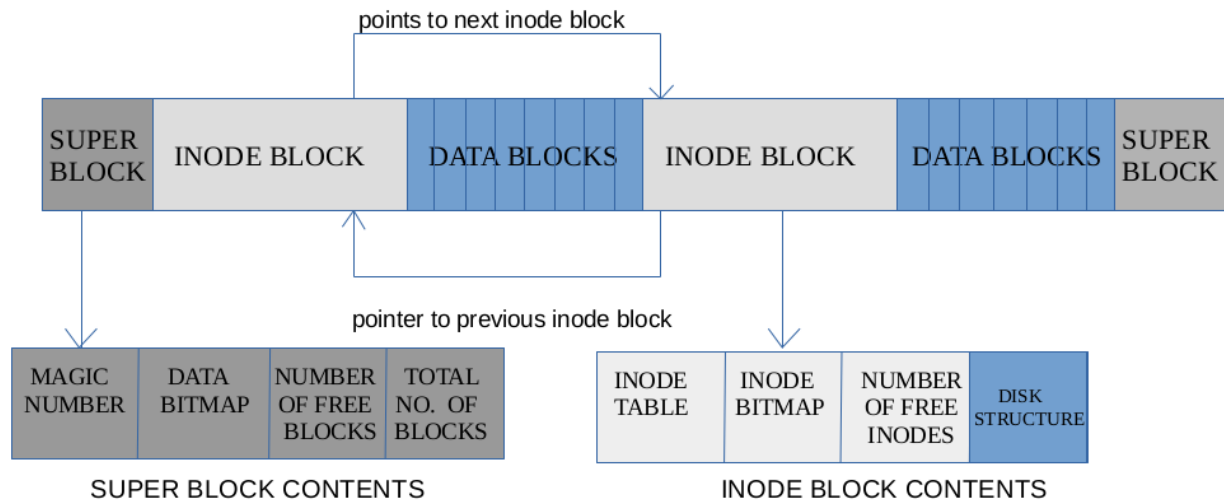 points to next inode block
SUPER
BLOCK
INODE BLOCK
DATA BLOCKS
INODE BLOCK
DATA BLOCKS
SUPER
BLOCK
pointer to previous inode block
MAGIC
NUMBER
DATA
BITMAP
NUMBER
OF FREE
BLOCKS
TOTAL
NO. OF
BLOCKS
INODE
TABLE
INODE
BITMAP
NUMBER
OF FREE
INODES
DISK
STRUCTURE
SUPER BLOCK CONTENTS
INODE BLOCK CONTENTS